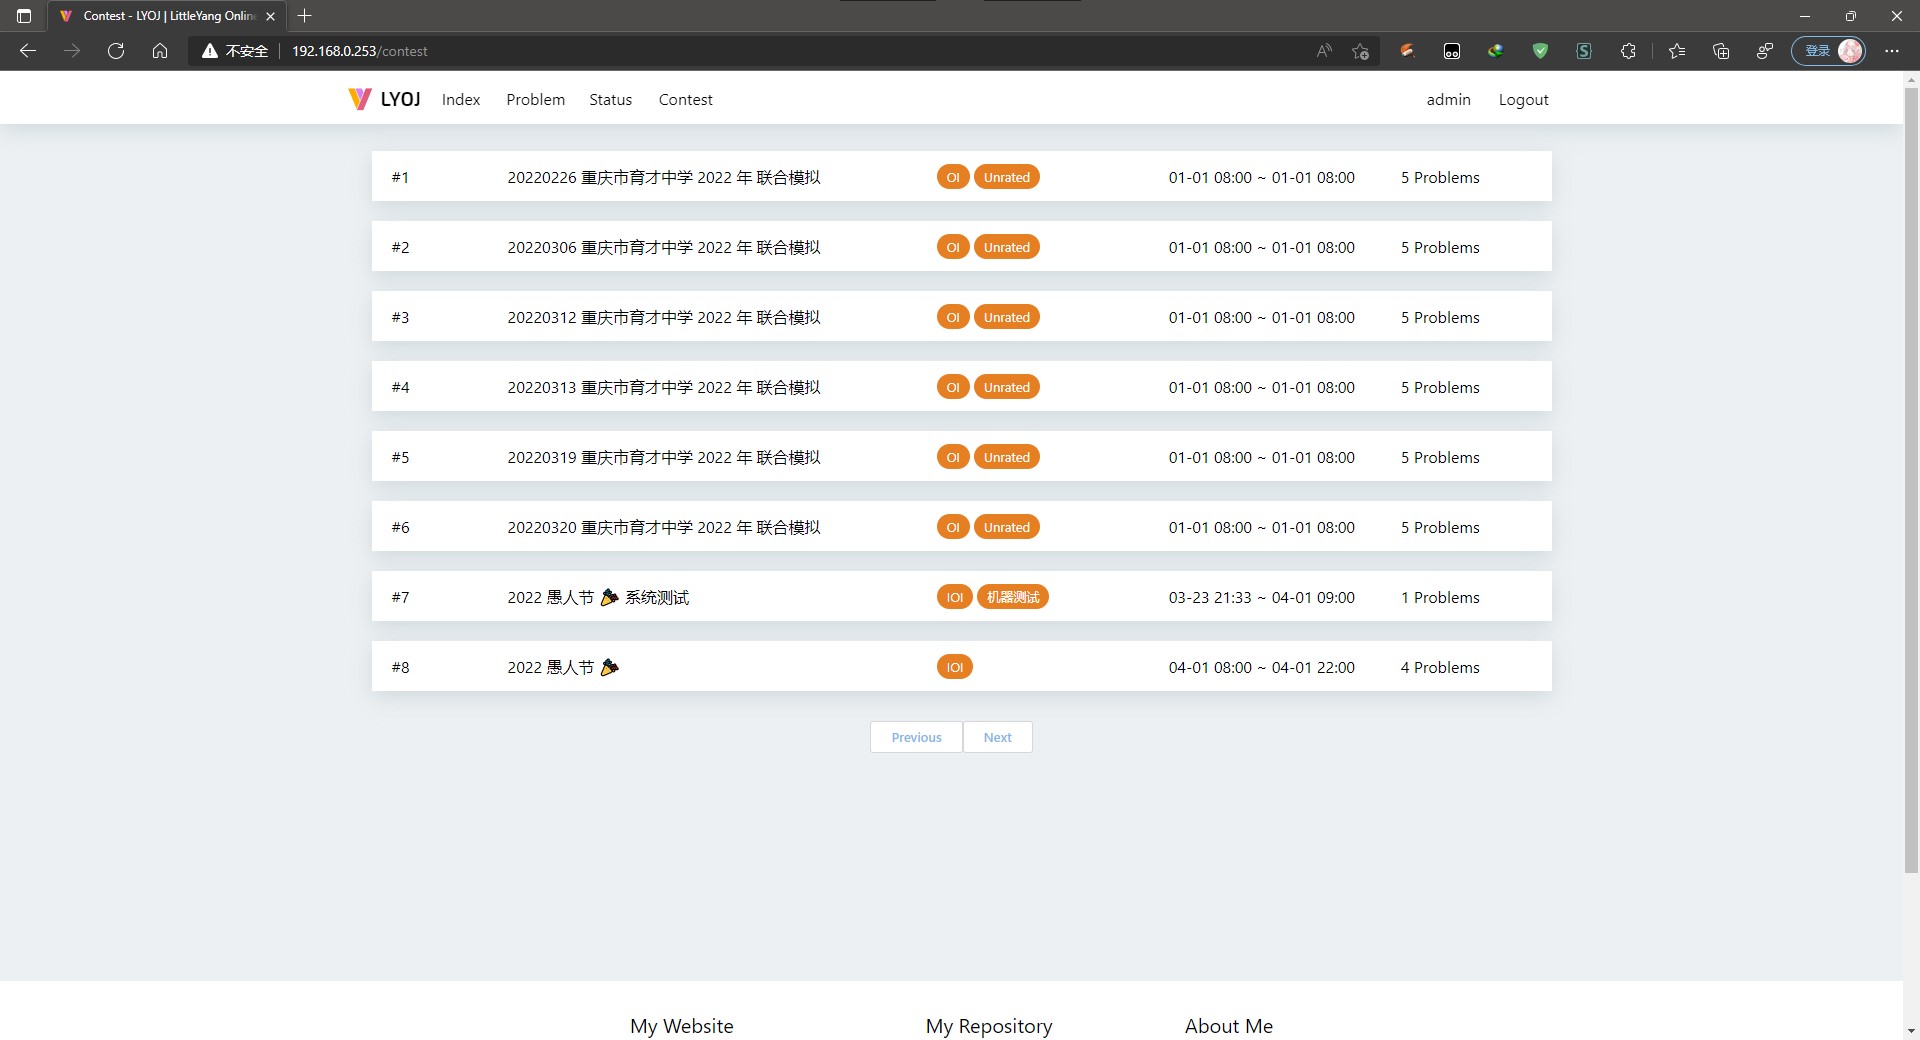 Contest - LYOJ | LittleYang Onlin
不安全 192.168.0.253/contest 登录
LYOJ Index Problem Status Contest admin Logout
#1 20220226 重庆市育才中学 2022 年 联合模拟 OI Unrated 01-01 08:00 ~ 01-01 08:00 5 Problems
#2 20220306 重庆市育才中学 2022 年 联合模拟 OI Unrated 01-01 08:00 ~ 01-01 08:00 5 Problems
#3 20220312 重庆市育才中学 2022 年 联合模拟 OI Unrated 01-01 08:00 ~ 01-01 08:00 5 Problems
#4 20220313 重庆市育才中学 2022 年 联合模拟 OI Unrated 01-01 08:00 ~ 01-01 08:00 5 Problems
#5 20220319 重庆市育才中学 2022 年 联合模拟 OI Unrated 01-01 08:00 ~ 01-01 08:00 5 Problems
#6 20220320 重庆市育才中学 2022 年 联合模拟 OI Unrated 01-01 08:00 ~ 01-01 08:00 5 Problems
#7 2022 愚人节 🎉 系统测试 IOI 机器测试 03-23 21:33 ~ 04-01 09:00 1 Problems
#8 2022 愚人节 🎉 IOI 04-01 08:00 ~ 04-01 22:00 4 Problems
Previous Next
My Website My Repository About Me